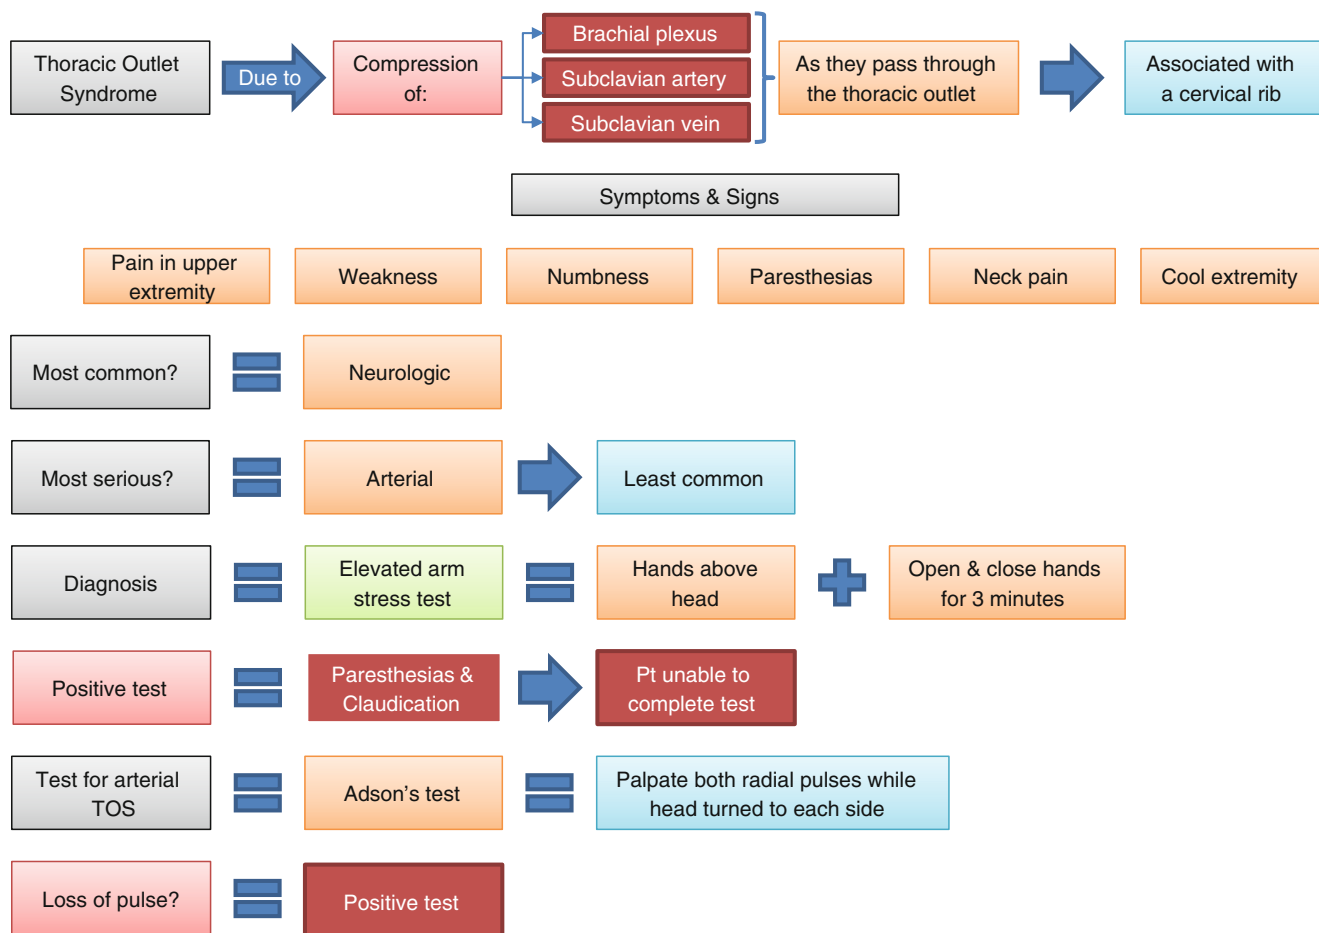 Thoracic Outlet
Syndrome
Due to
Compression
of:
Brachial plexus
Subclavian artery
Subclavian vein
As they pass through
the thoracic outlet
Associated with
a cervical rib
Symptoms & Signs
Pain in upper
extremity
Weakness
Numbness
Paresthesias
Neck pain
Cool extremity
Most common?
Neurologic
Most serious?
Arterial
Least common
Diagnosis
Elevated arm
stress test
Hands above
head
Open & close hands
for 3 minutes
Positive test
Paresthesias &
Claudication
Pt unable to
complete test
Test for arterial
TOS
Adson’s test
Palpate both radial pulses while
head turned to each side
Loss of pulse?
Positive test